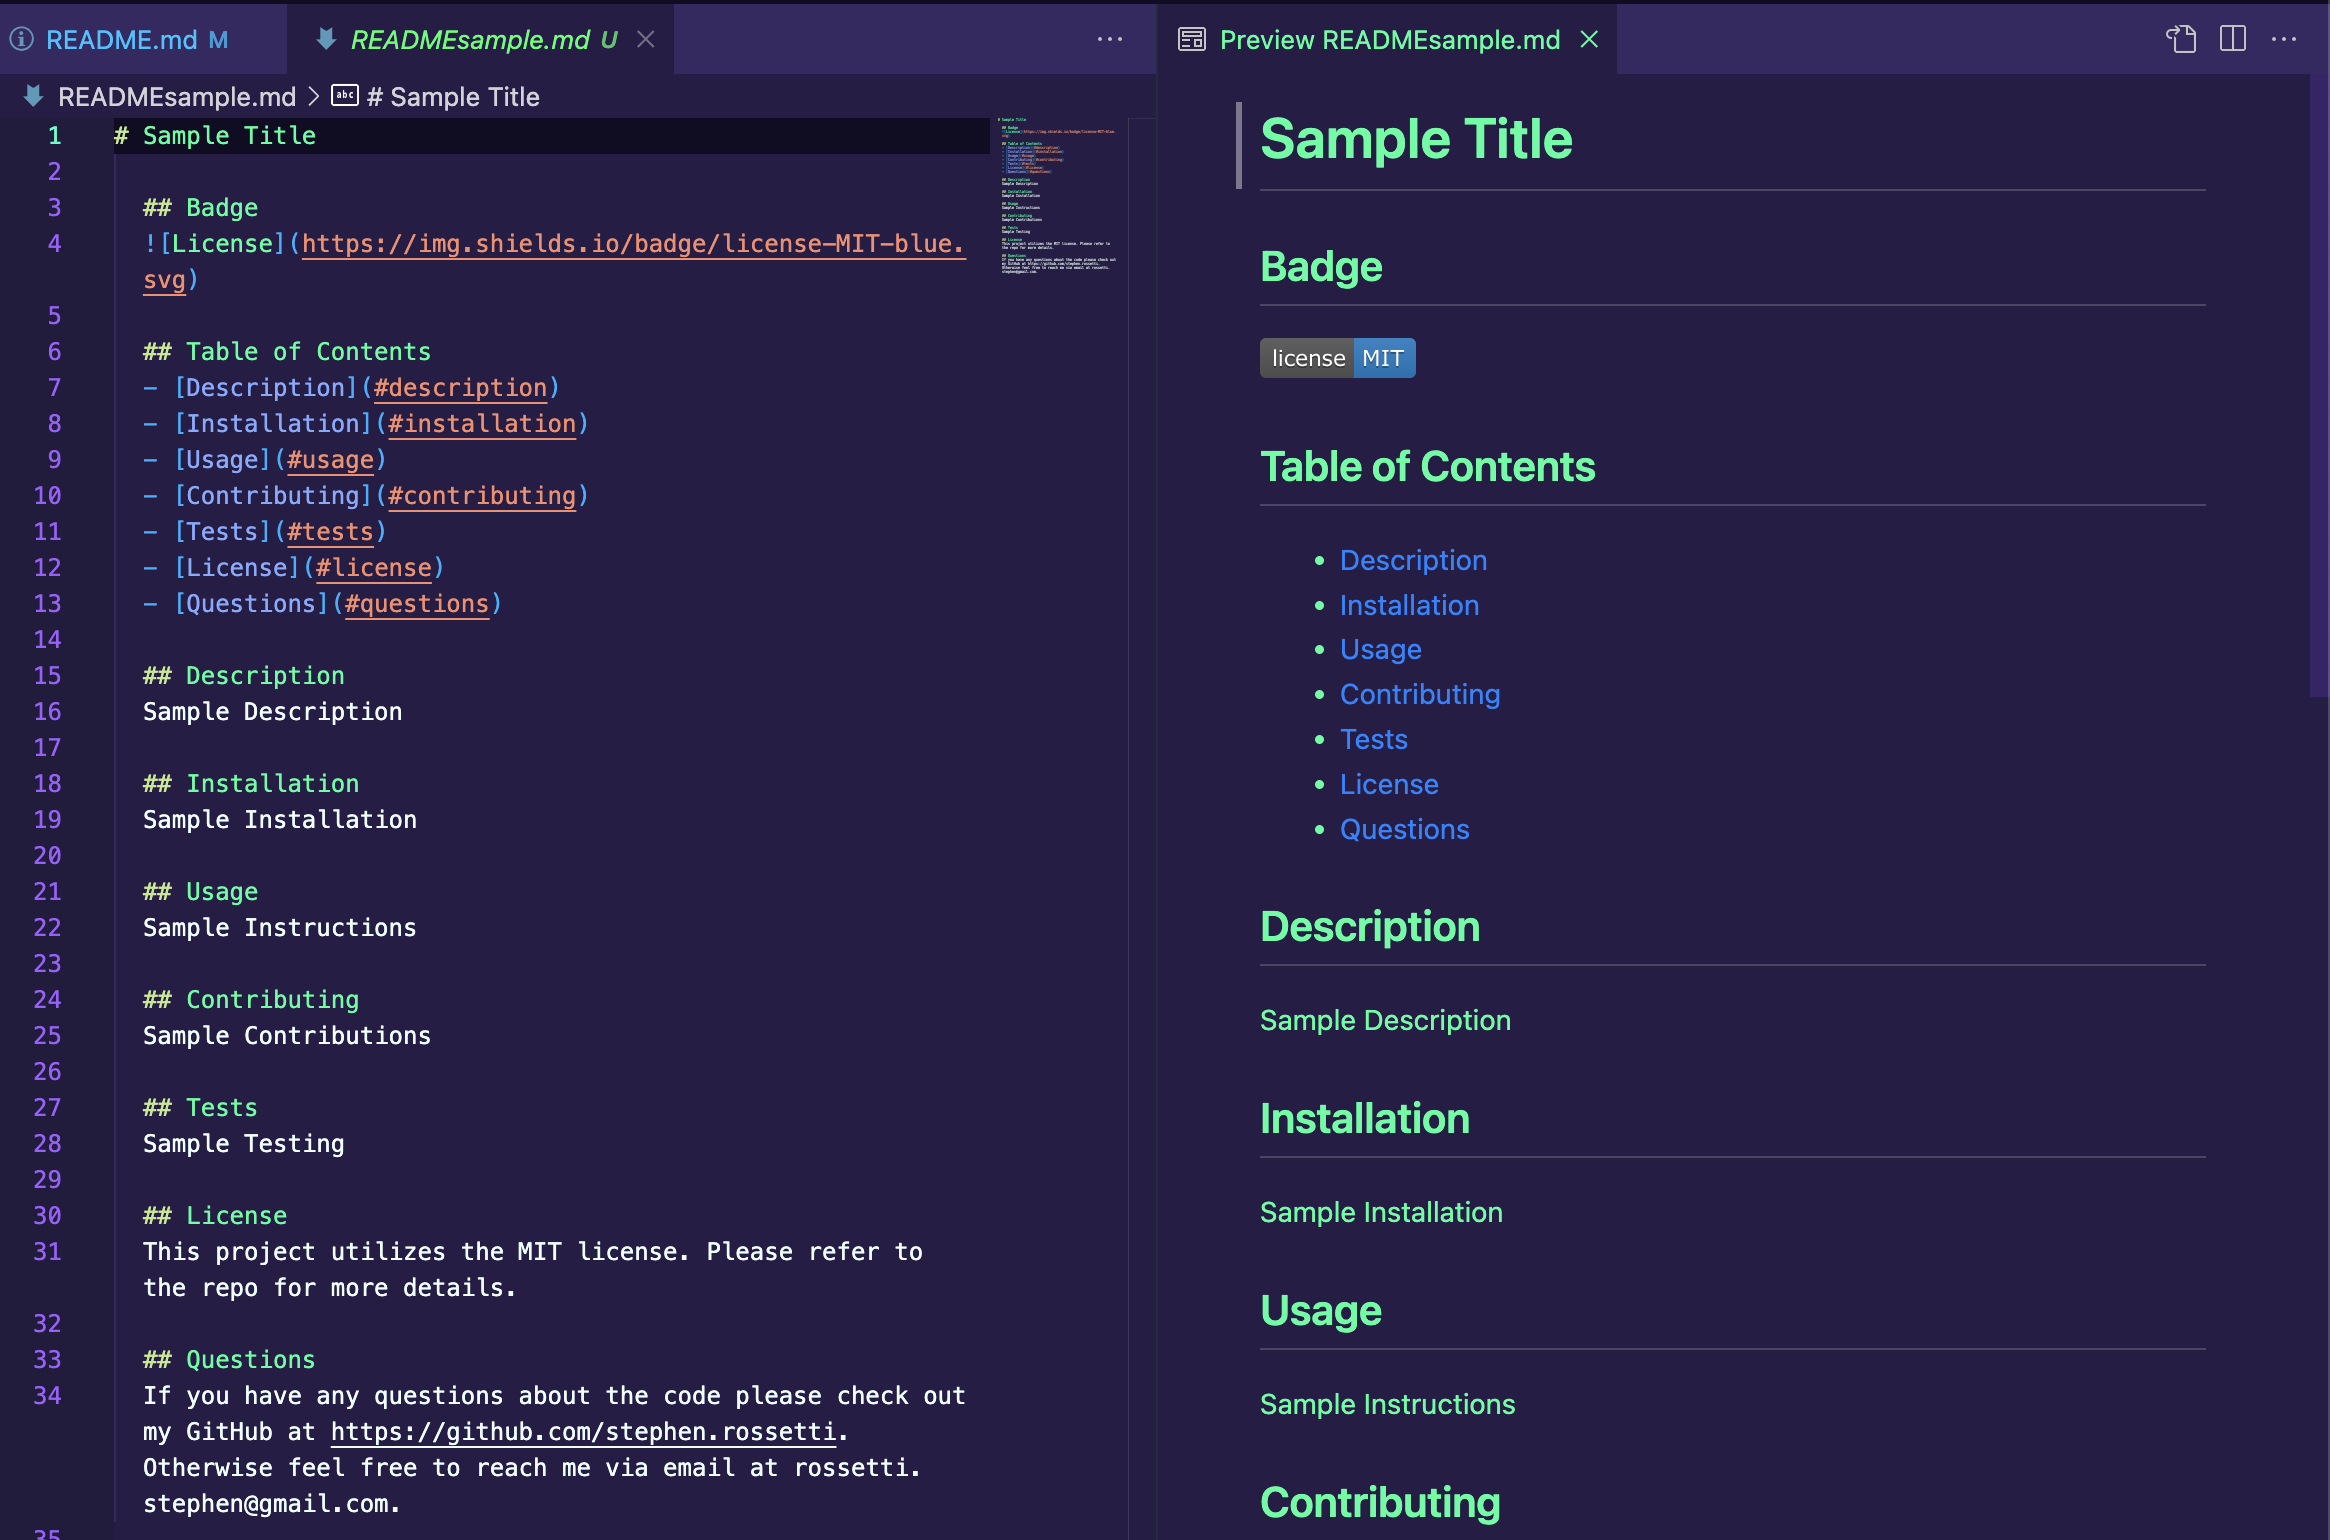 README.md M
READMEsample.md U
READMEsample.md > # Sample Title
1 # Sample Title
2
3 ## Badge
4 ![License](https://img.shields.io/badge/license-MIT-blue.
svg)
5
6 ## Table of Contents
7 - [Description](#description)
8 - [Installation](#installation)
9 - [Usage](#usage)
10 - [Contributing](#contributing)
11 - [Tests](#tests)
12 - [License](#license)
13 - [Questions](#questions)
14
15 ## Description
16 Sample Description
17
18 ## Installation
19 Sample Installation
20
21 ## Usage
22 Sample Instructions
23
24 ## Contributing
25 Sample Contributions
26
27 ## Tests
28 Sample Testing
29
30 ## License
31 This project utilizes the MIT license. Please refer to
the repo for more details.
32
33 ## Questions
34 If you have any questions about the code please check out
my GitHub at https://github.com/stephen.rossetti.
Otherwise feel free to reach me via email at rossetti.
stephen@gmail.com.
35
Preview READMEsample.md
Sample Title
Badge
license MIT
Table of Contents
• Description
• Installation
• Usage
• Contributing
• Tests
• License
• Questions
Description
Sample Description
Installation
Sample Installation
Usage
Sample Instructions
Contributing